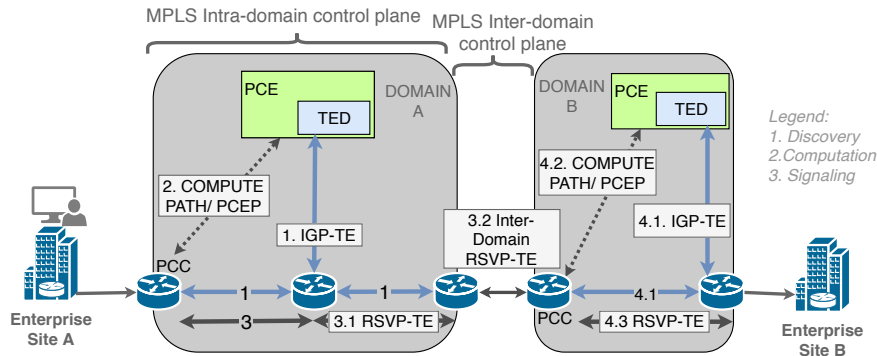 MPLS Intra-domain control plane
MPLS Inter-domain
control plane
PCE
TED
DOMAIN
A
DOMAIN
B
PCE
TED
Legend:
1. Discovery
2.Computation
3. Signaling
2. COMPUTE
PATH/ PCEP
1. IGP-TE
4.2. COMPUTE
PATH/ PCEP
4.1. IGP-TE
3.2 Inter-
Domain
RSVP-TE
PCC
1
1
3
3.1 RSVP-TE
PCC
4.1
4.3 RSVP-TE
Enterprise
Site A
Enterprise
Site B